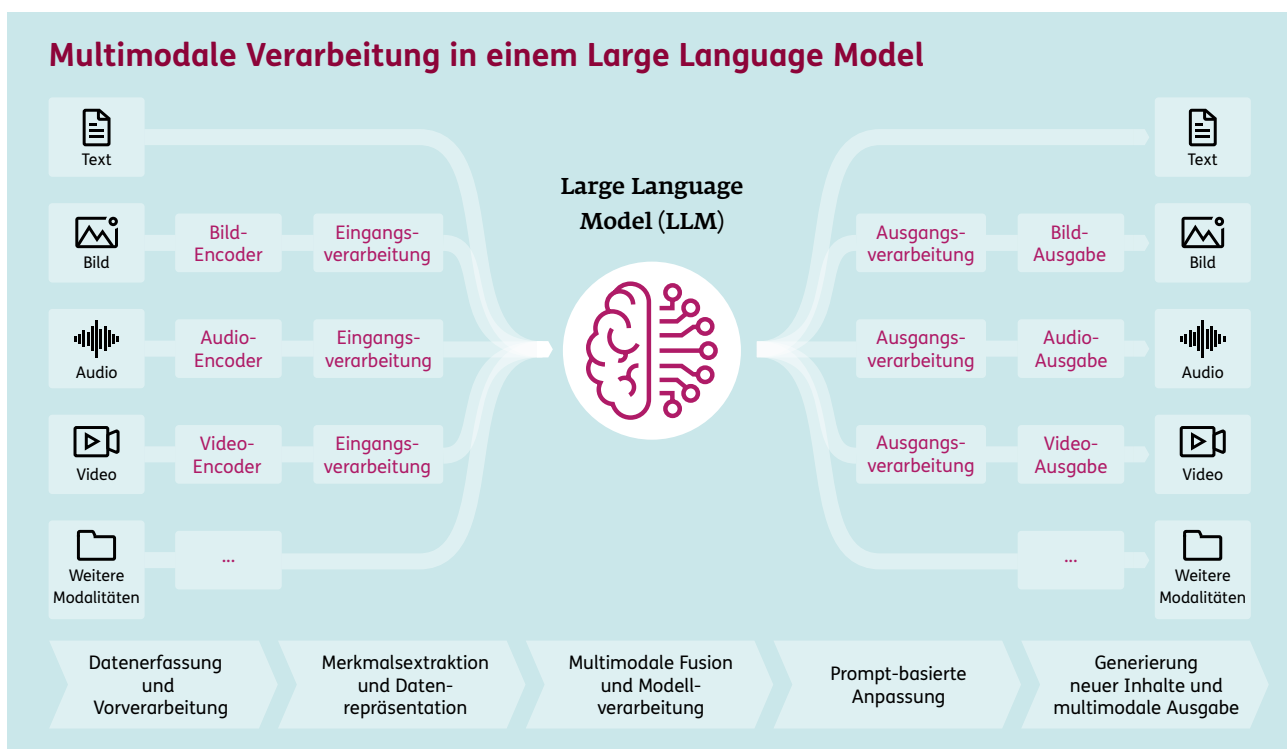 Multimodale Verarbeitung in einem Large Language Model
Text
Bild
Bild-
Encoder
Eingangs-
verarbeitung
Audio
Audio-
Encoder
Eingangs-
verarbeitung
Video
Video-
Encoder
Eingangs-
verarbeitung
Weitere
Modalitäten
...
Large Language
Model (LLM)
Text
Ausgangs-
verarbeitung
Bild-
Ausgabe
Bild
Ausgangs-
verarbeitung
Audio-
Ausgabe
Audio
Ausgangs-
verarbeitung
Video-
Ausgabe
Video
...
Weitere
Modalitäten
Datenerfassung
und
Vorverarbeitung
Merkmalsextraktion
und Daten-
repräsentation
Multimodale Fusion
und Modell-
verarbeitung
Prompt-basierte
Anpassung
Generierung
neuer Inhalte und
multimodale Ausgabe